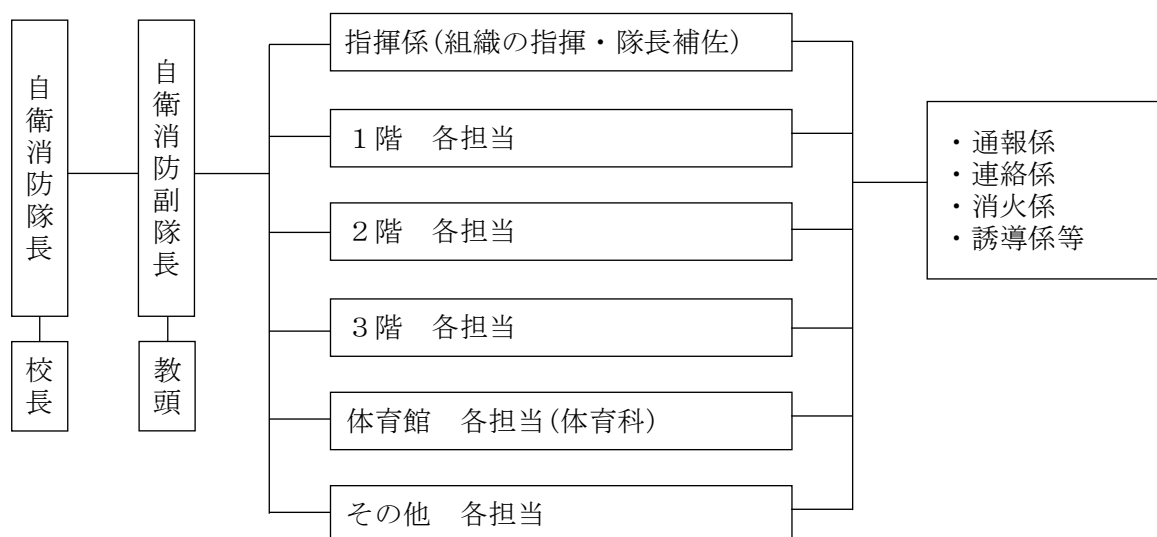 自衛消防隊長
校長
自衛消防副隊長
教頭
指揮係(組織の指揮・隊長補佐)
１階　各担当
２階　各担当
３階　各担当
体育館　各担当(体育科)
その他　各担当
・通報係
・連絡係
・消火係
・誘導係等